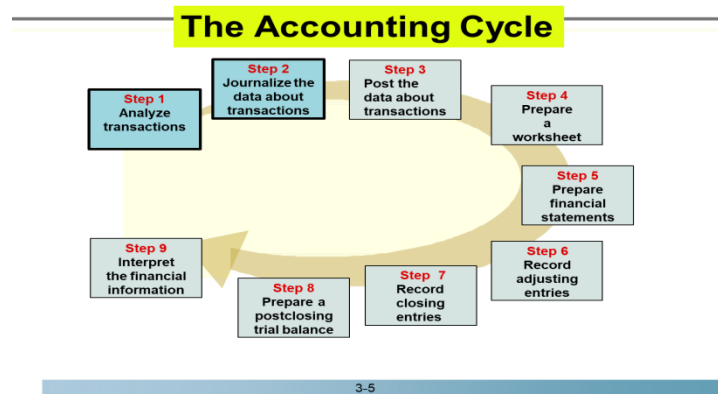 The Accounting Cycle
Step 1
Analyze
transactions
Step 2
Journalize the
data about
transactions
Step 3
Post the
data about
transactions
Step 4
Prepare
a
worksheet
Step 5
Prepare
financial
statements
Step 6
Record
adjusting
entries
Step 7
Record
closing
entries
Step 8
Prepare a
postclosing
trial balance
Step 9
Interpret
the financial
information
3-5